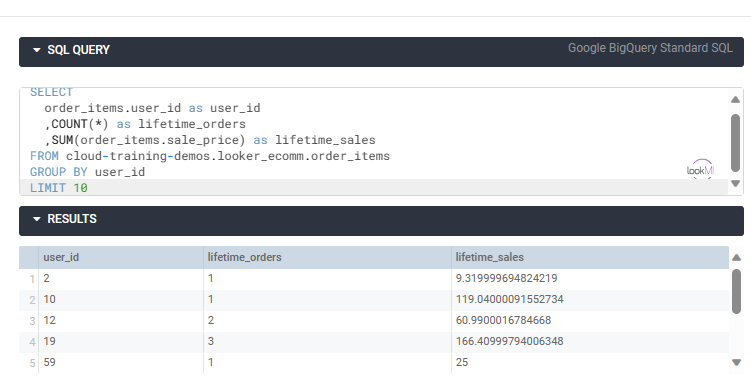 SQL QUERY
Google BigQuery Standard SQL
SELECT
order_items.user_id as user_id
,COUNT(*) as lifetime_orders
,SUM(order_items.sale_price) as lifetime_sales
FROM cloud-training-demos.looker_ecomm.order_items
GROUP BY user_id
LIMIT 10
lookMl
RESULTS
user_id lifetime_orders lifetime_sales
1 2 1 9.319999694824219
2 10 1 119.04000091552734
3 12 2 60.9900016784668
4 19 3 166.40999794006348
5 59 1 25